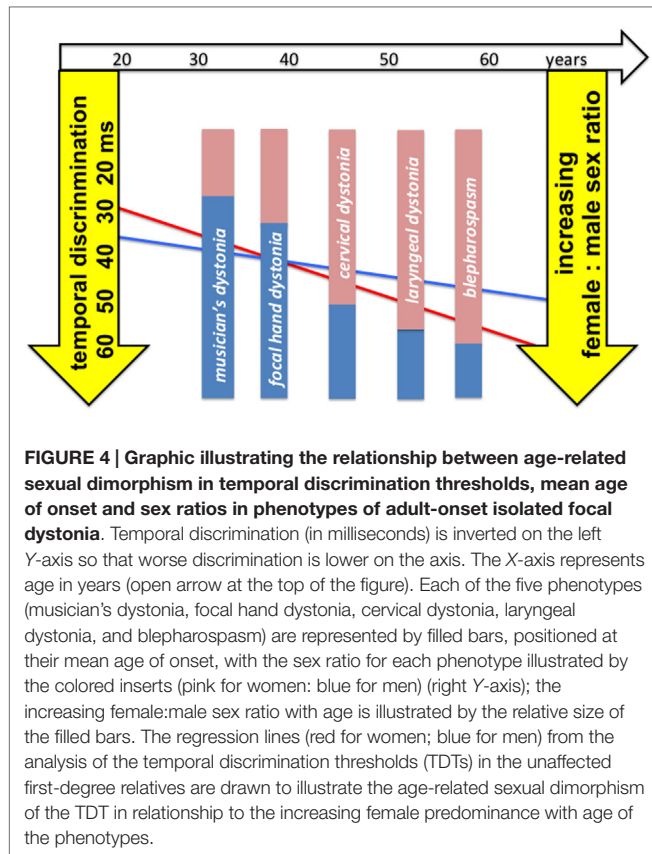 20 30 40 50 60 years
temporal discrinmination
20 ms
30
40
50
60
musician's dystonia
focal hand dystonia
cervical dystonia
laryngeal dystonia
blepharospasm
increasing
female : male sex ratio
FIGURE 4 | Graphic illustrating the relationship between age-related
sexual dimorphism in temporal discrimination thresholds, mean age
of onset and sex ratios in phenotypes of adult-onset isolated focal
dystonia. Temporal discrimination (in milliseconds) is inverted on the left
Y-axis so that worse discrimination is lower on the axis. The X-axis represents
age in years (open arrow at the top of the figure). Each of the five phenotypes
(musician's dystonia, focal hand dystonia, cervical dystonia, laryngeal
dystonia, and blepharospasm) are represented by filled bars, positioned at
their mean age of onset, with the sex ratio for each phenotype illustrated by
the colored inserts (pink for women: blue for men) (right Y-axis); the
increasing female:male sex ratio with age is illustrated by the relative size of
the filled bars. The regression lines (red for women; blue for men) from the
analysis of the temporal discrimination thresholds (TDTs) in the unaffected
first-degree relatives are drawn to illustrate the age-related sexual dimorphism
of the TDT in relationship to the increasing female predominance with age of
the phenotypes.